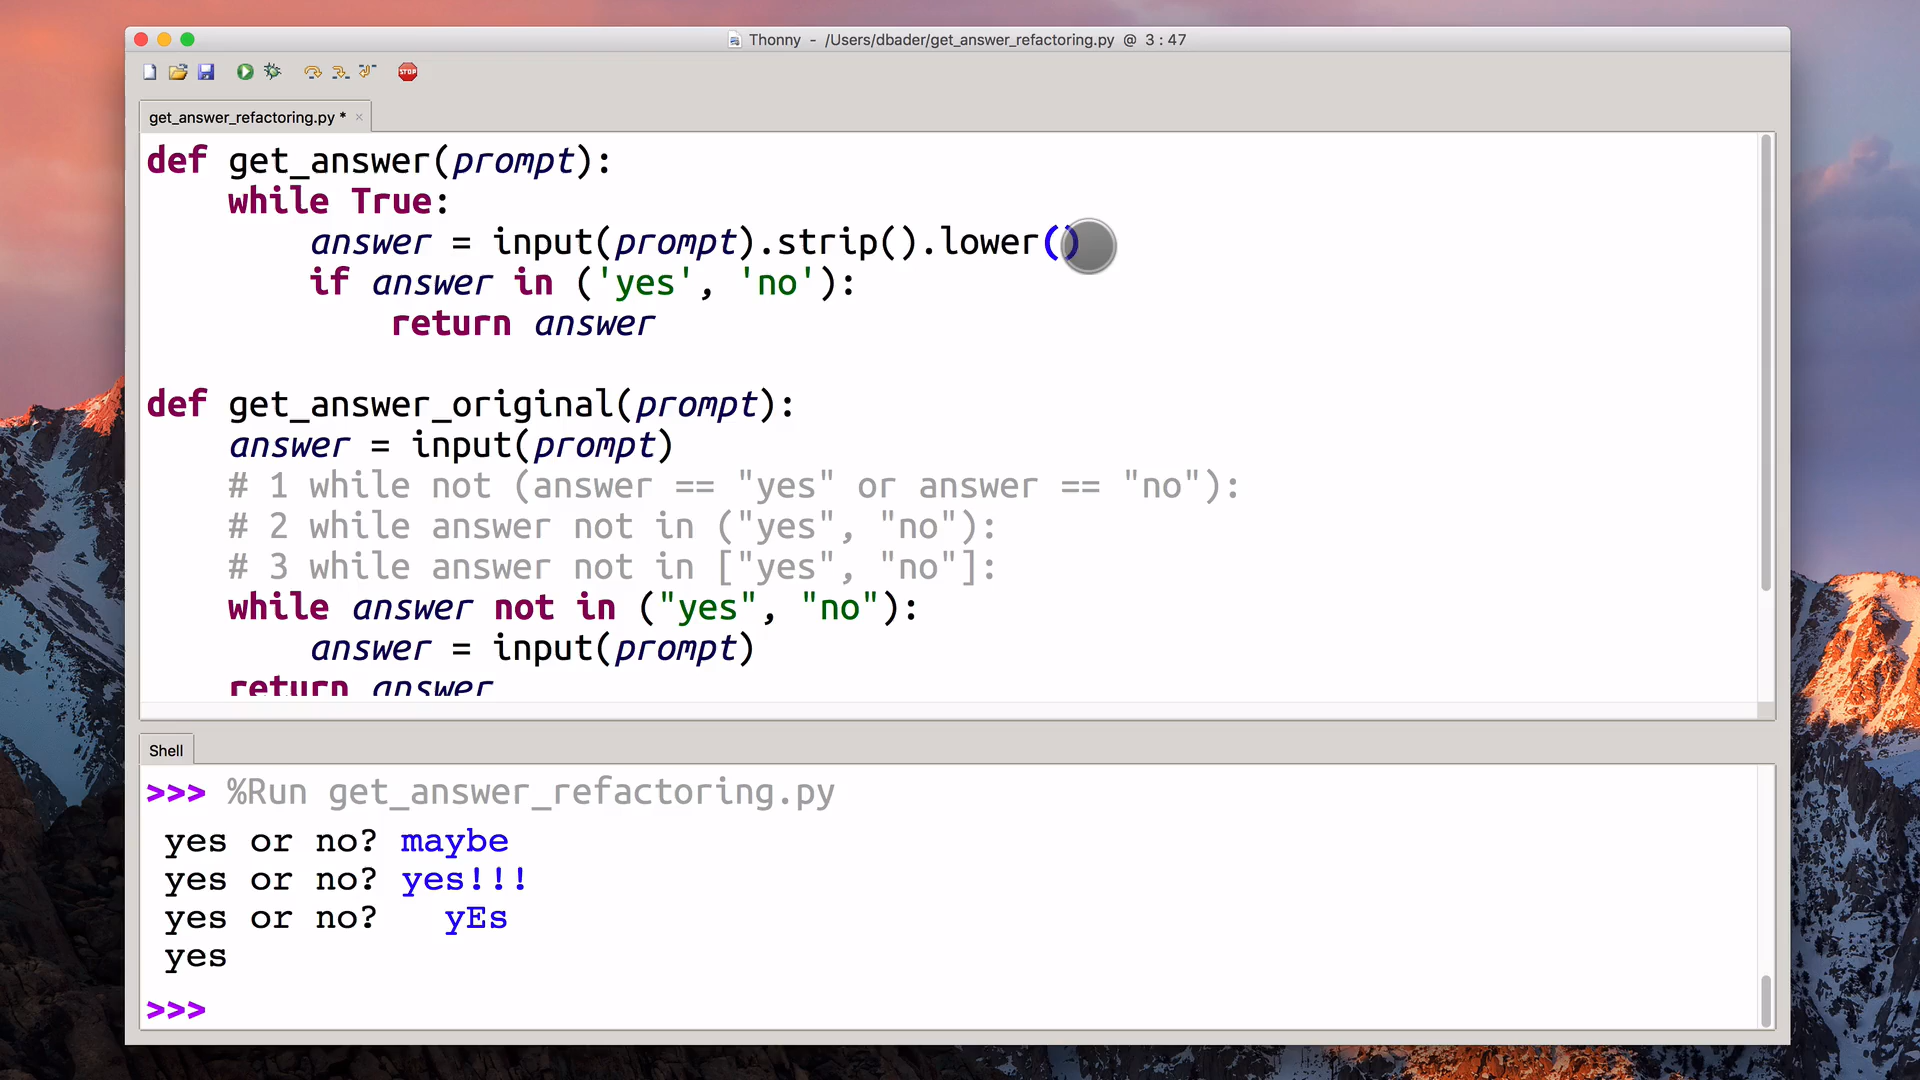 Thonny - /Users/dbader/get_answer_refactoring.py @ 3 : 47
STOP
get_answer_refactoring.py * ×
def get_answer(prompt):
    while True:
        answer = input(prompt).strip().lower()
        if answer in ('yes', 'no'):
            return answer
def get_answer_original(prompt):
    answer = input(prompt)
    # 1 while not (answer == "yes" or answer == "no"):
    # 2 while answer not in ("yes", "no"):
    # 3 while answer not in ["yes", "no"]:
    while answer not in ("yes", "no"):
        answer = input(prompt)
    return answer
Shell
>>> %Run get_answer_refactoring.py
yes or no? maybe
yes or no? yes!!!
yes or no?   yEs
yes
>>>